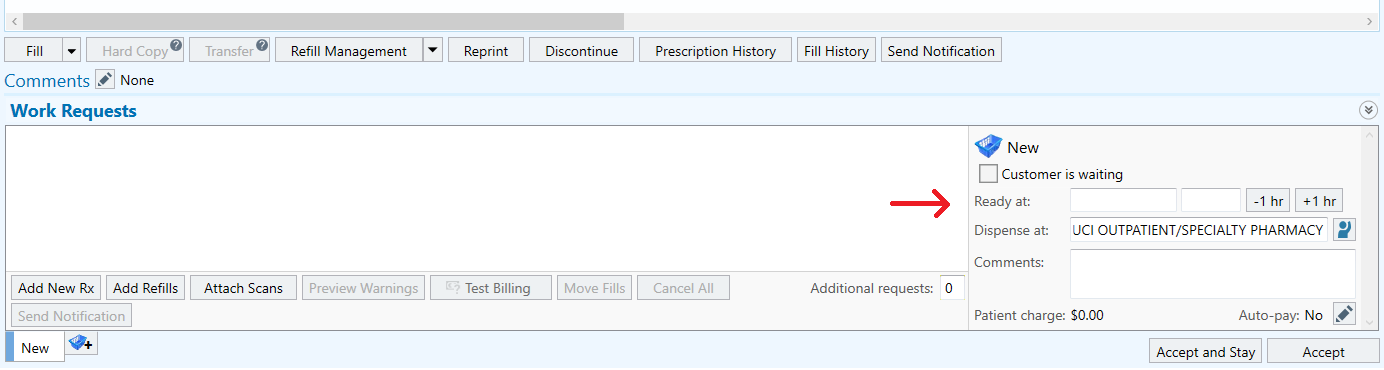 Fill Hard Copy ? Transfer ? Refill Management Reprint Discontinue Prescription History Fill History Send Notification
Comments None
Work Requests
New
Customer is waiting
Ready at: -1 hr +1 hr
Dispense at: UCI OUTPATIENT/SPECIALTY PHARMACY
Comments:
Add New Rx Add Refills Attach Scans Preview Warnings Test Billing Move Fills Cancel All Additional requests: 0
Send Notification
Patient charge: $0.00 Auto-pay: No
New
Accept and Stay Accept